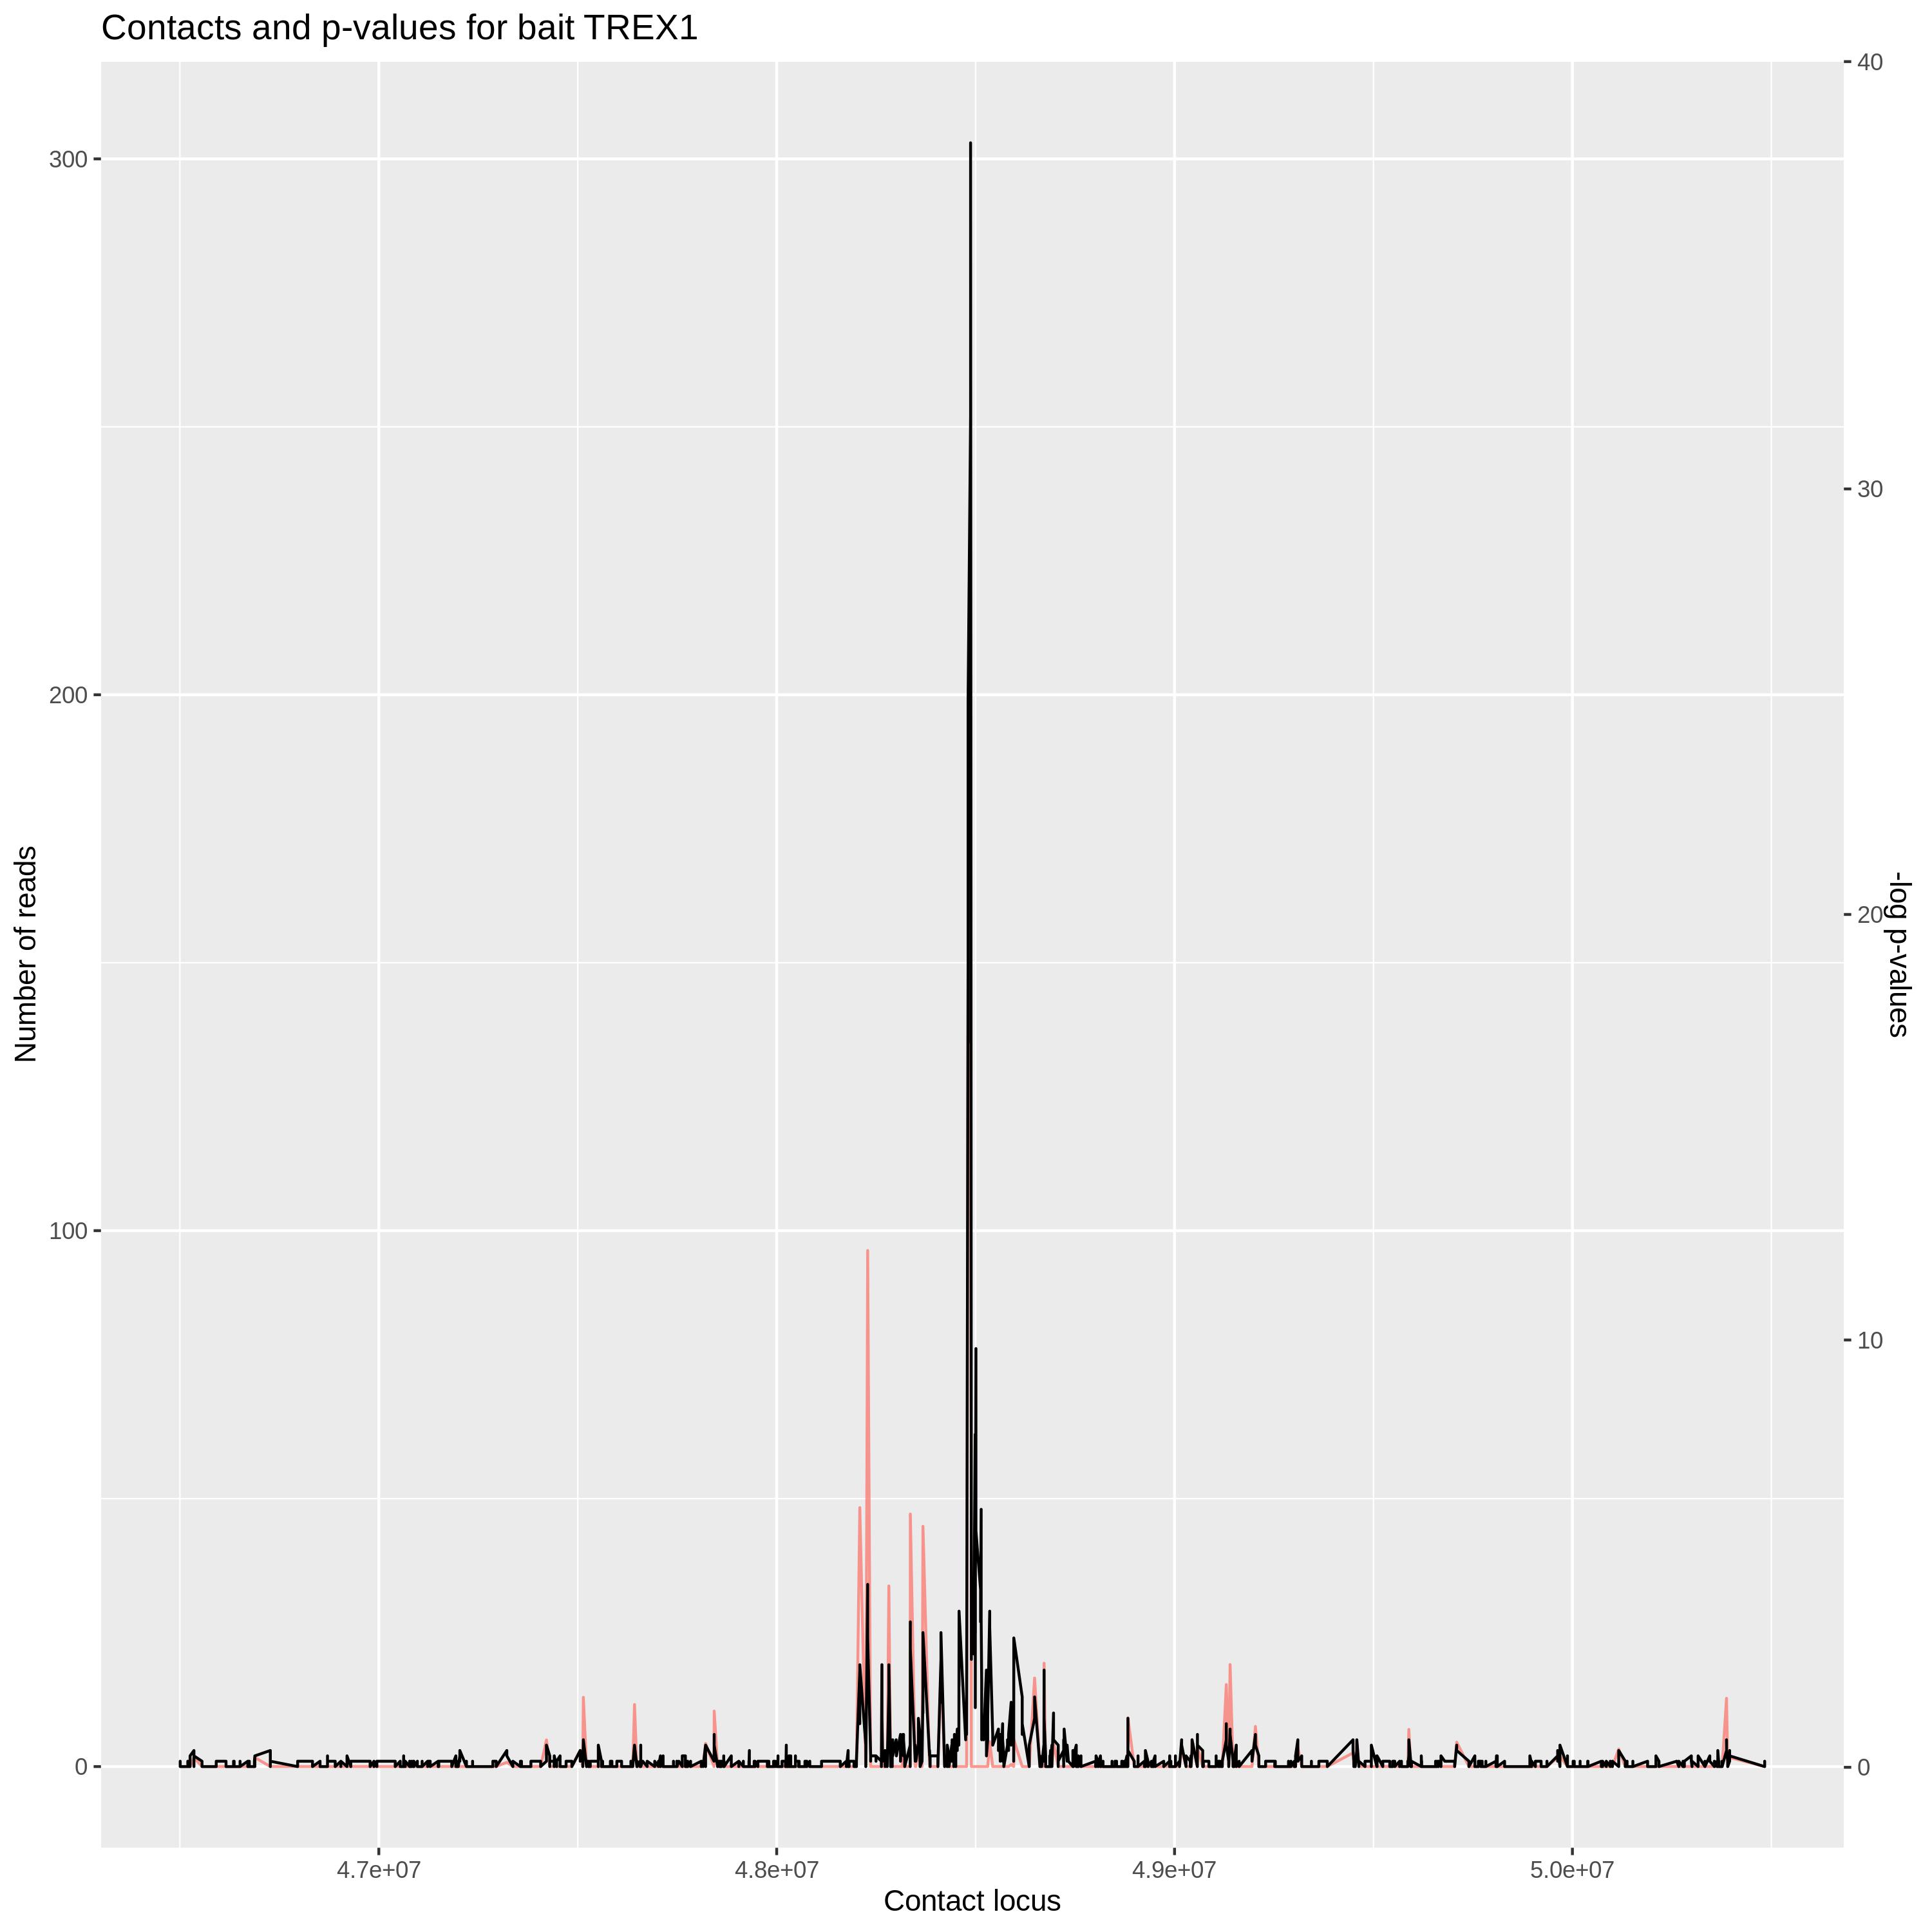 Contacts and p-values for bait TREX1
Number of reads
300
200
100
0
40
30
20
10
0
-log p-values
4.7e+07
4.8e+07
4.9e+07
5.0e+07
Contact locus